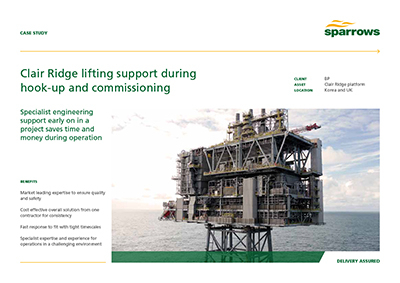 CASE STUDY
sparrows
Clair Ridge lifting support during
hook-up and commissioning
CLIENT BP
ASSET Clair Ridge platform
LOCATION Korea and UK
Specialist engineering
support early on in a
project saves time and
money during operation
BENEFITS
Market leading expertise to ensure quality
and safety
Cost effective overall solution from one
contractor for consistency
Fast response to fit with tight timescales
Specialist expertise and experience for
operations in a challenging environment
DELIVERY ASSURED